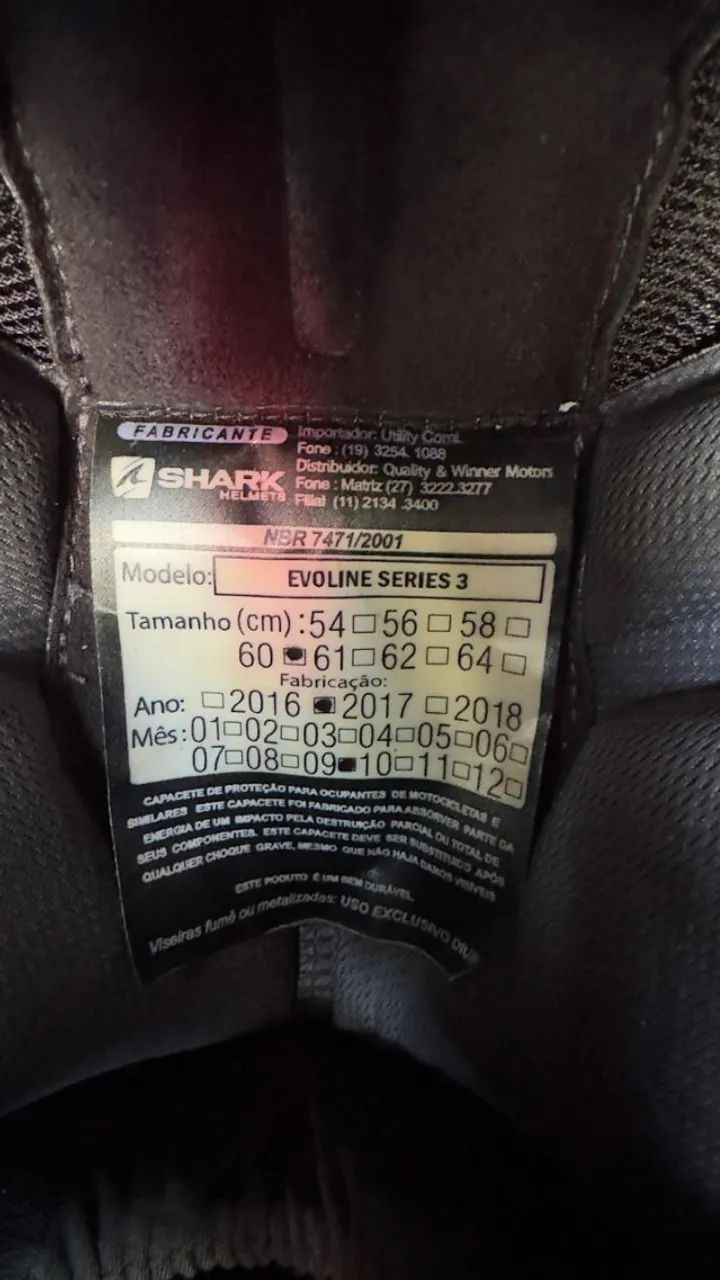 FABRICANTE
SHARK
HELMETS
Importador: Utility Coml.
Fone : (19) 3254. 1088
Distribuidor: Quality & Winner Motors
Fone : Matriz (27) 3222.3277
Filial (11) 2134 .3400
NBR 7471/2001
Modelo: EVOLINE SERIES 3
Tamanho (cm) : 54 ☐ 56 ☐ 58 ☐
60 ■ 61 ☐ 62 ☐ 64 ☐
Fabricação:
Ano: ☐ 2016 ■ 2017 ☐ 2018
Mês: 01☐02☐03☐04☐05☐06☐
07☐08☐09■10☐11☐12☐
CAPACETE DE PROTEÇÃO PARA OCUPANTES DE MOTOCICLETAS E
SIMILARES ESTE CAPACETE FOI FABRICADO PARA ABSORVER PARTE DA
ENERGIA DE UM IMPACTO PELA DESTRUIÇÃO PARCIAL OU TOTAL DE
SEUS COMPONENTES. ESTE CAPACETE DEVE SER SUBSTITUIDO APÓS
QUALQUER CHOQUE GRAVE, MESMO QUE NÃO HAJA DANOS VISÍVEIS
ESTE PODUTO É UM BEM DURÁVEL.
Viseiras fumê ou metalizadas: USO EXCLUSIVO DIU